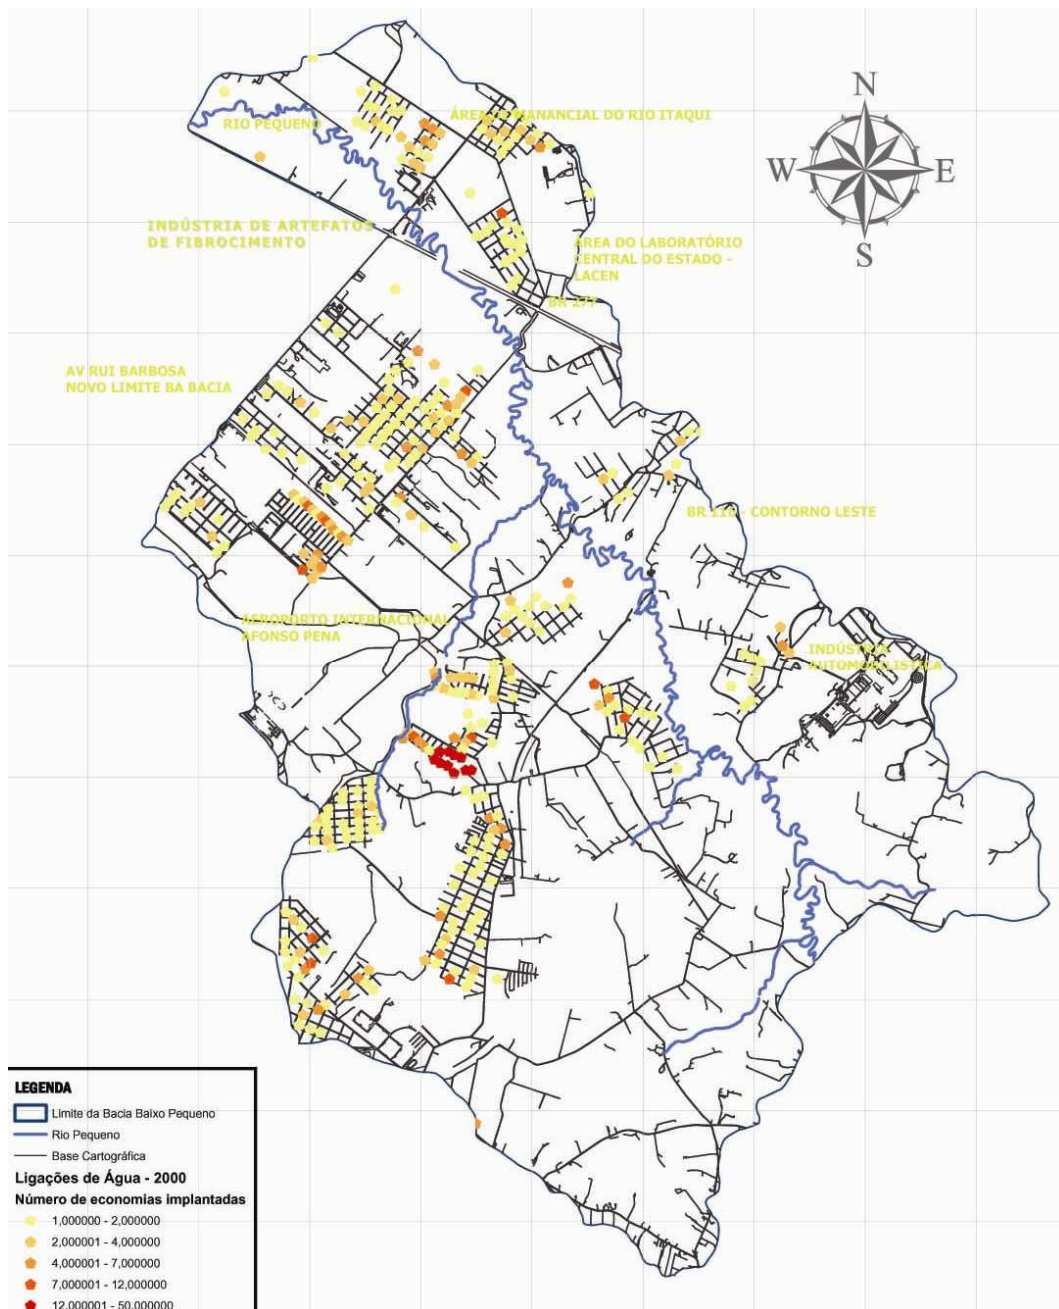 N
W
E
S
ÁREA DE MANANCIAL DO RIO ITAQUI
RIO PEQUENO
INDÚSTRIA DE ARTEFATOS
DE FIBROCIMENTO
ÁREA DO LABORATÓRIO
CENTRAL DO ESTADO -
LACEN
BR 277
AV RUI BARBOSA
NOVO LIMITE BA BACIA
BR 116 - CONTORNO LESTE
AEROPORTO INTERNACIONAL
AFONSO PENA
INDÚSTRIA
AUTOMOBILISTICA
LEGENDA
Limite da Bacia Baixo Pequeno
Rio Pequeno
Base Cartográfica
Ligações de Água - 2000
Número de economias implantadas
1,000000 - 2,000000
2,000001 - 4,000000
4,000001 - 7,000000
7,000001 - 12,000000
12,000001 - 50,000000